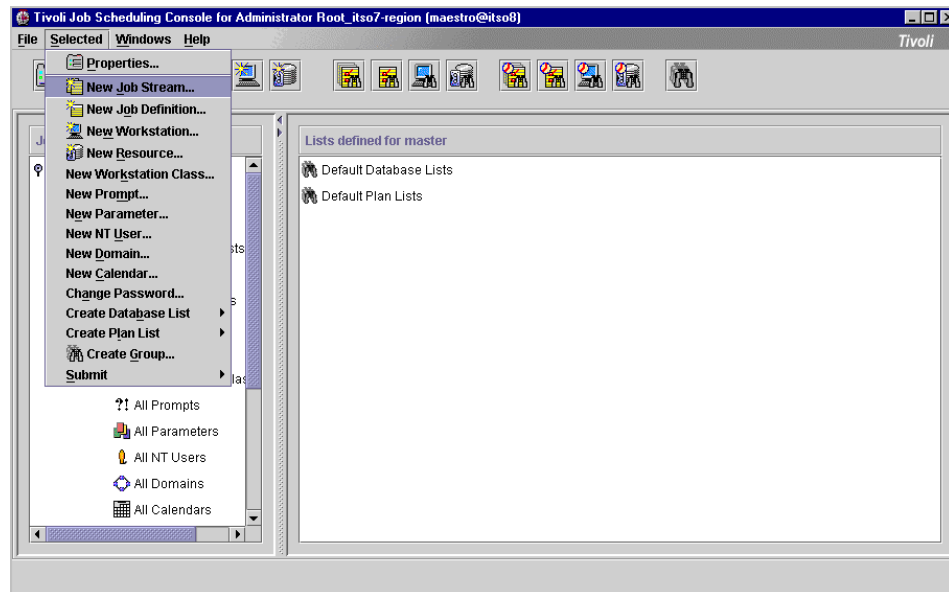 Tivoli Job Scheduling Console for Administrator Root_itso7-region (maestro@itso8)
File Selected Windows Help
Tivoli
Properties...
New Job Stream...
New Job Definition...
New Workstation...
New Resource...
New Workstation Class...
New Prompt...
New Parameter...
New NT User...
New Domain...
New Calendar...
Change Password...
Create Database List
Create Plan List
Create Group...
Submit
All Prompts
All Parameters
All NT Users
All Domains
All Calendars
Lists defined for master
Default Database Lists
Default Plan Lists